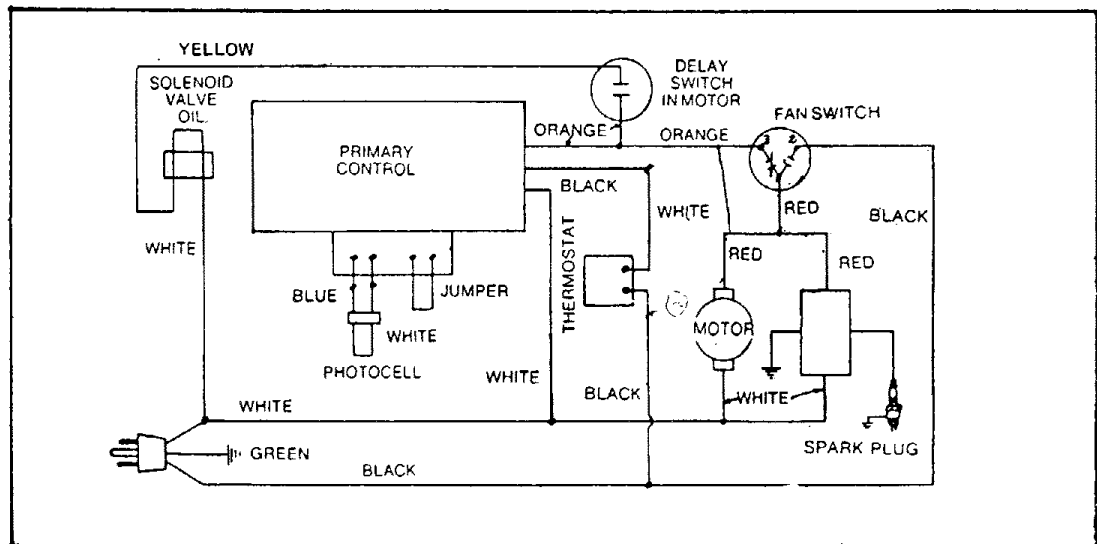 YELLOW
SOLENOID
VALVE
OIL
DELAY
SWITCH
IN MOTOR
FAN SWITCH
ORANGE
ORANGE
PRIMARY
CONTROL
BLACK
WHITE
RED
BLACK
WHITE
THERMOSTAT
RED
RED
BLUE
JUMPER
WHITE
MOTOR
PHOTOCELL
WHITE
BLACK
WHITE
WHITE
SPARK PLUG
GREEN
BLACK